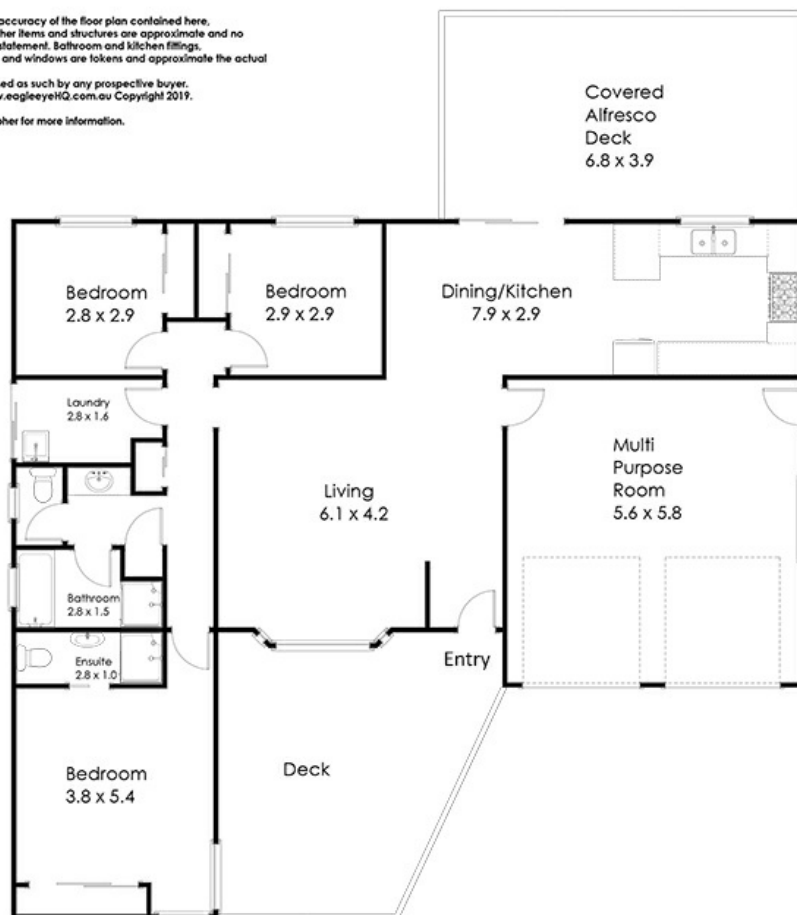 accuracy of the floor plan contained here,
her items and structures are approximate and no
statement. Bathroom and kitchen fittings,
and windows are tokens and approximate the actual
ed as such by any prospective buyer.
.eagleeyeHQ.com.au Copyright 2019.
pher for more information.
Covered
Alfresco
Deck
6.8 x 3.9
Bedroom
2.8 x 2.9
Bedroom
2.9 x 2.9
Dining/Kitchen
7.9 x 2.9
Laundry
2.8 x 1.6
Living
6.1 x 4.2
Multi
Purpose
Room
5.6 x 5.8
Bathroom
2.8 x 1.5
Ensuite
2.8 x 1.0
Entry
Bedroom
3.8 x 5.4
Deck